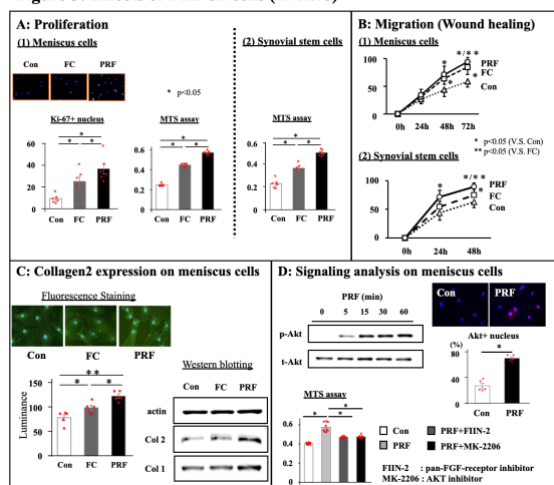 A: Proliferation
(1) Meniscus cells
Con FC PRF
* p<0.05
Ki-67+ nucleus
**
* *
60
40
20
0
Con FC PRF
MTS assay
**
* *
0.6
0.4
0.2
0
Con FC PRF
(2) Synovial stem cells
MTS assay
**
* *
0.6
0.4
0.2
0
Con FC PRF
B: Migration (Wound healing)
(1) Meniscus cells
100
50
0
*/**
PRF
FC
Con
0h 24h 48h 72h
* p<0.05 (V.S. Con)
** p<0.05 (V.S. FC)
(2) Synovial stem cells
100
50
0
*/**
PRF
FC
Con
0h 24h 48h
C: Collagen2 expression on meniscus cells
Fluorescence Staining
Con FC PRF
Luminance
150
100
50
0
**
* *
Con FC PRF
Western blotting
Con FC PRF
actin
Col 2
Col 1
D: Signaling analysis on meniscus cells
PRF (min)
0 5 15 30 60
p-Akt
t-Akt
Con PRF
Akt+ nucleus
(%)
80
40
0
*
Con PRF
MTS assay
0.6
0.4
0.2
0
Con
PRF
PRF+FIIN-2
PRF+MK-2206
FIIN-2 : pan-FGF-receptor inhibitor
MK-2206 : AKT inhibitor